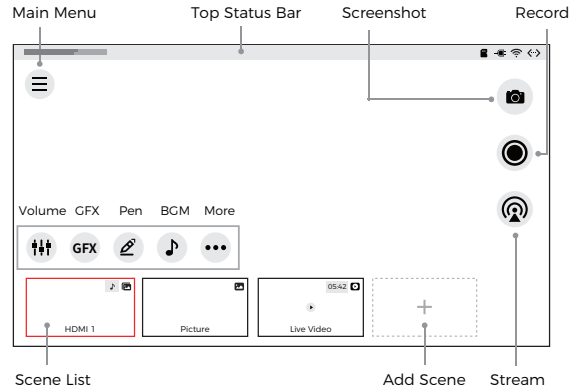 Main Menu Top Status Bar Screenshot Record
Volume GFX Pen BGM More
GFX
05:42
HDMI 1 Picture Live Video
Scene List Add Scene Stream